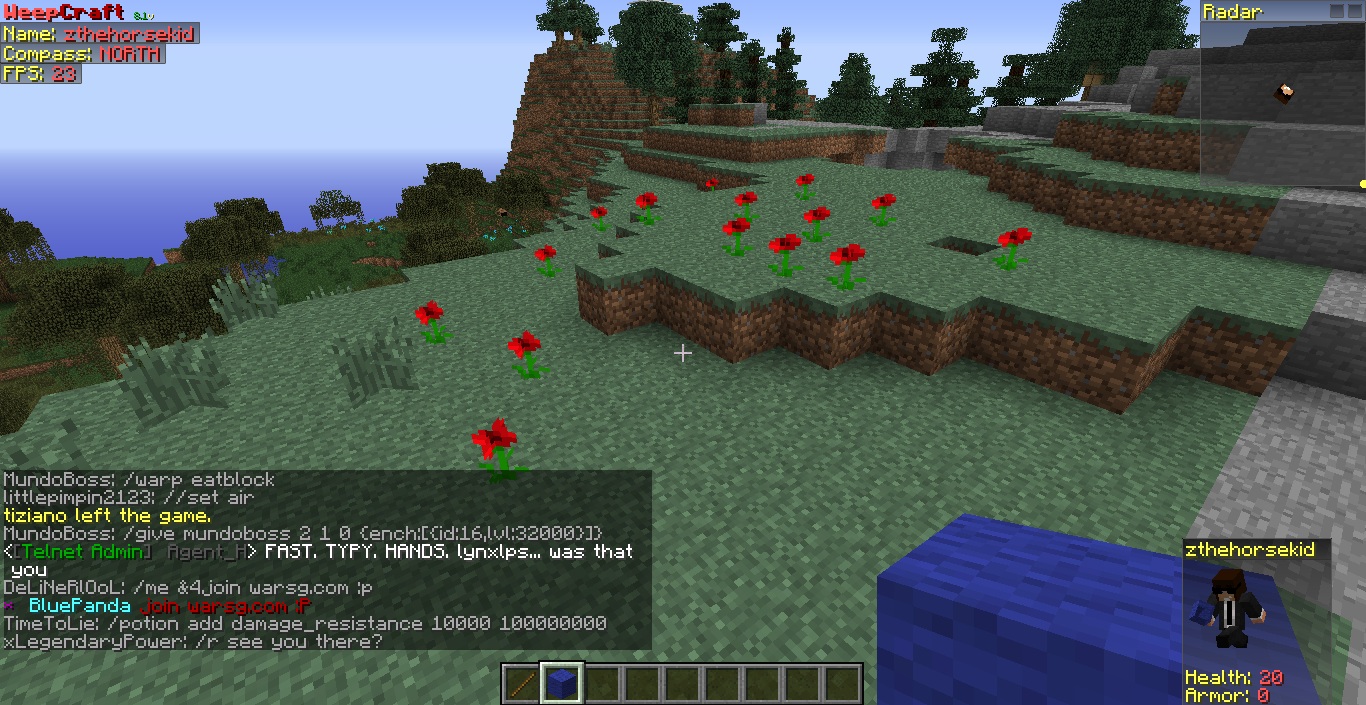 WeepCraft 8.1v
Name: zthehorsekid
Compass: NORTH
FPS: 23
Radar
MundoBoss: /warp eatblock
littlepimpin2123: //set air
tiziano left the game.
MundoBoss: /give mundoboss 2 1 0 {ench:[{id:16,lvl:32000}]}
<[Telnet Admin] Agent_H> FAST. TYPY. HANDS. lynxlps... was that
you
DeLiNeRlOoL: /me &4join warsg.com :p
* BluePanda join warsg.com :P
TimeToLie: /potion add damage_resistance 10000 100000000
xLegendaryPower: /r see you there?
zthehorsekid
Health: 20
Armor: 0